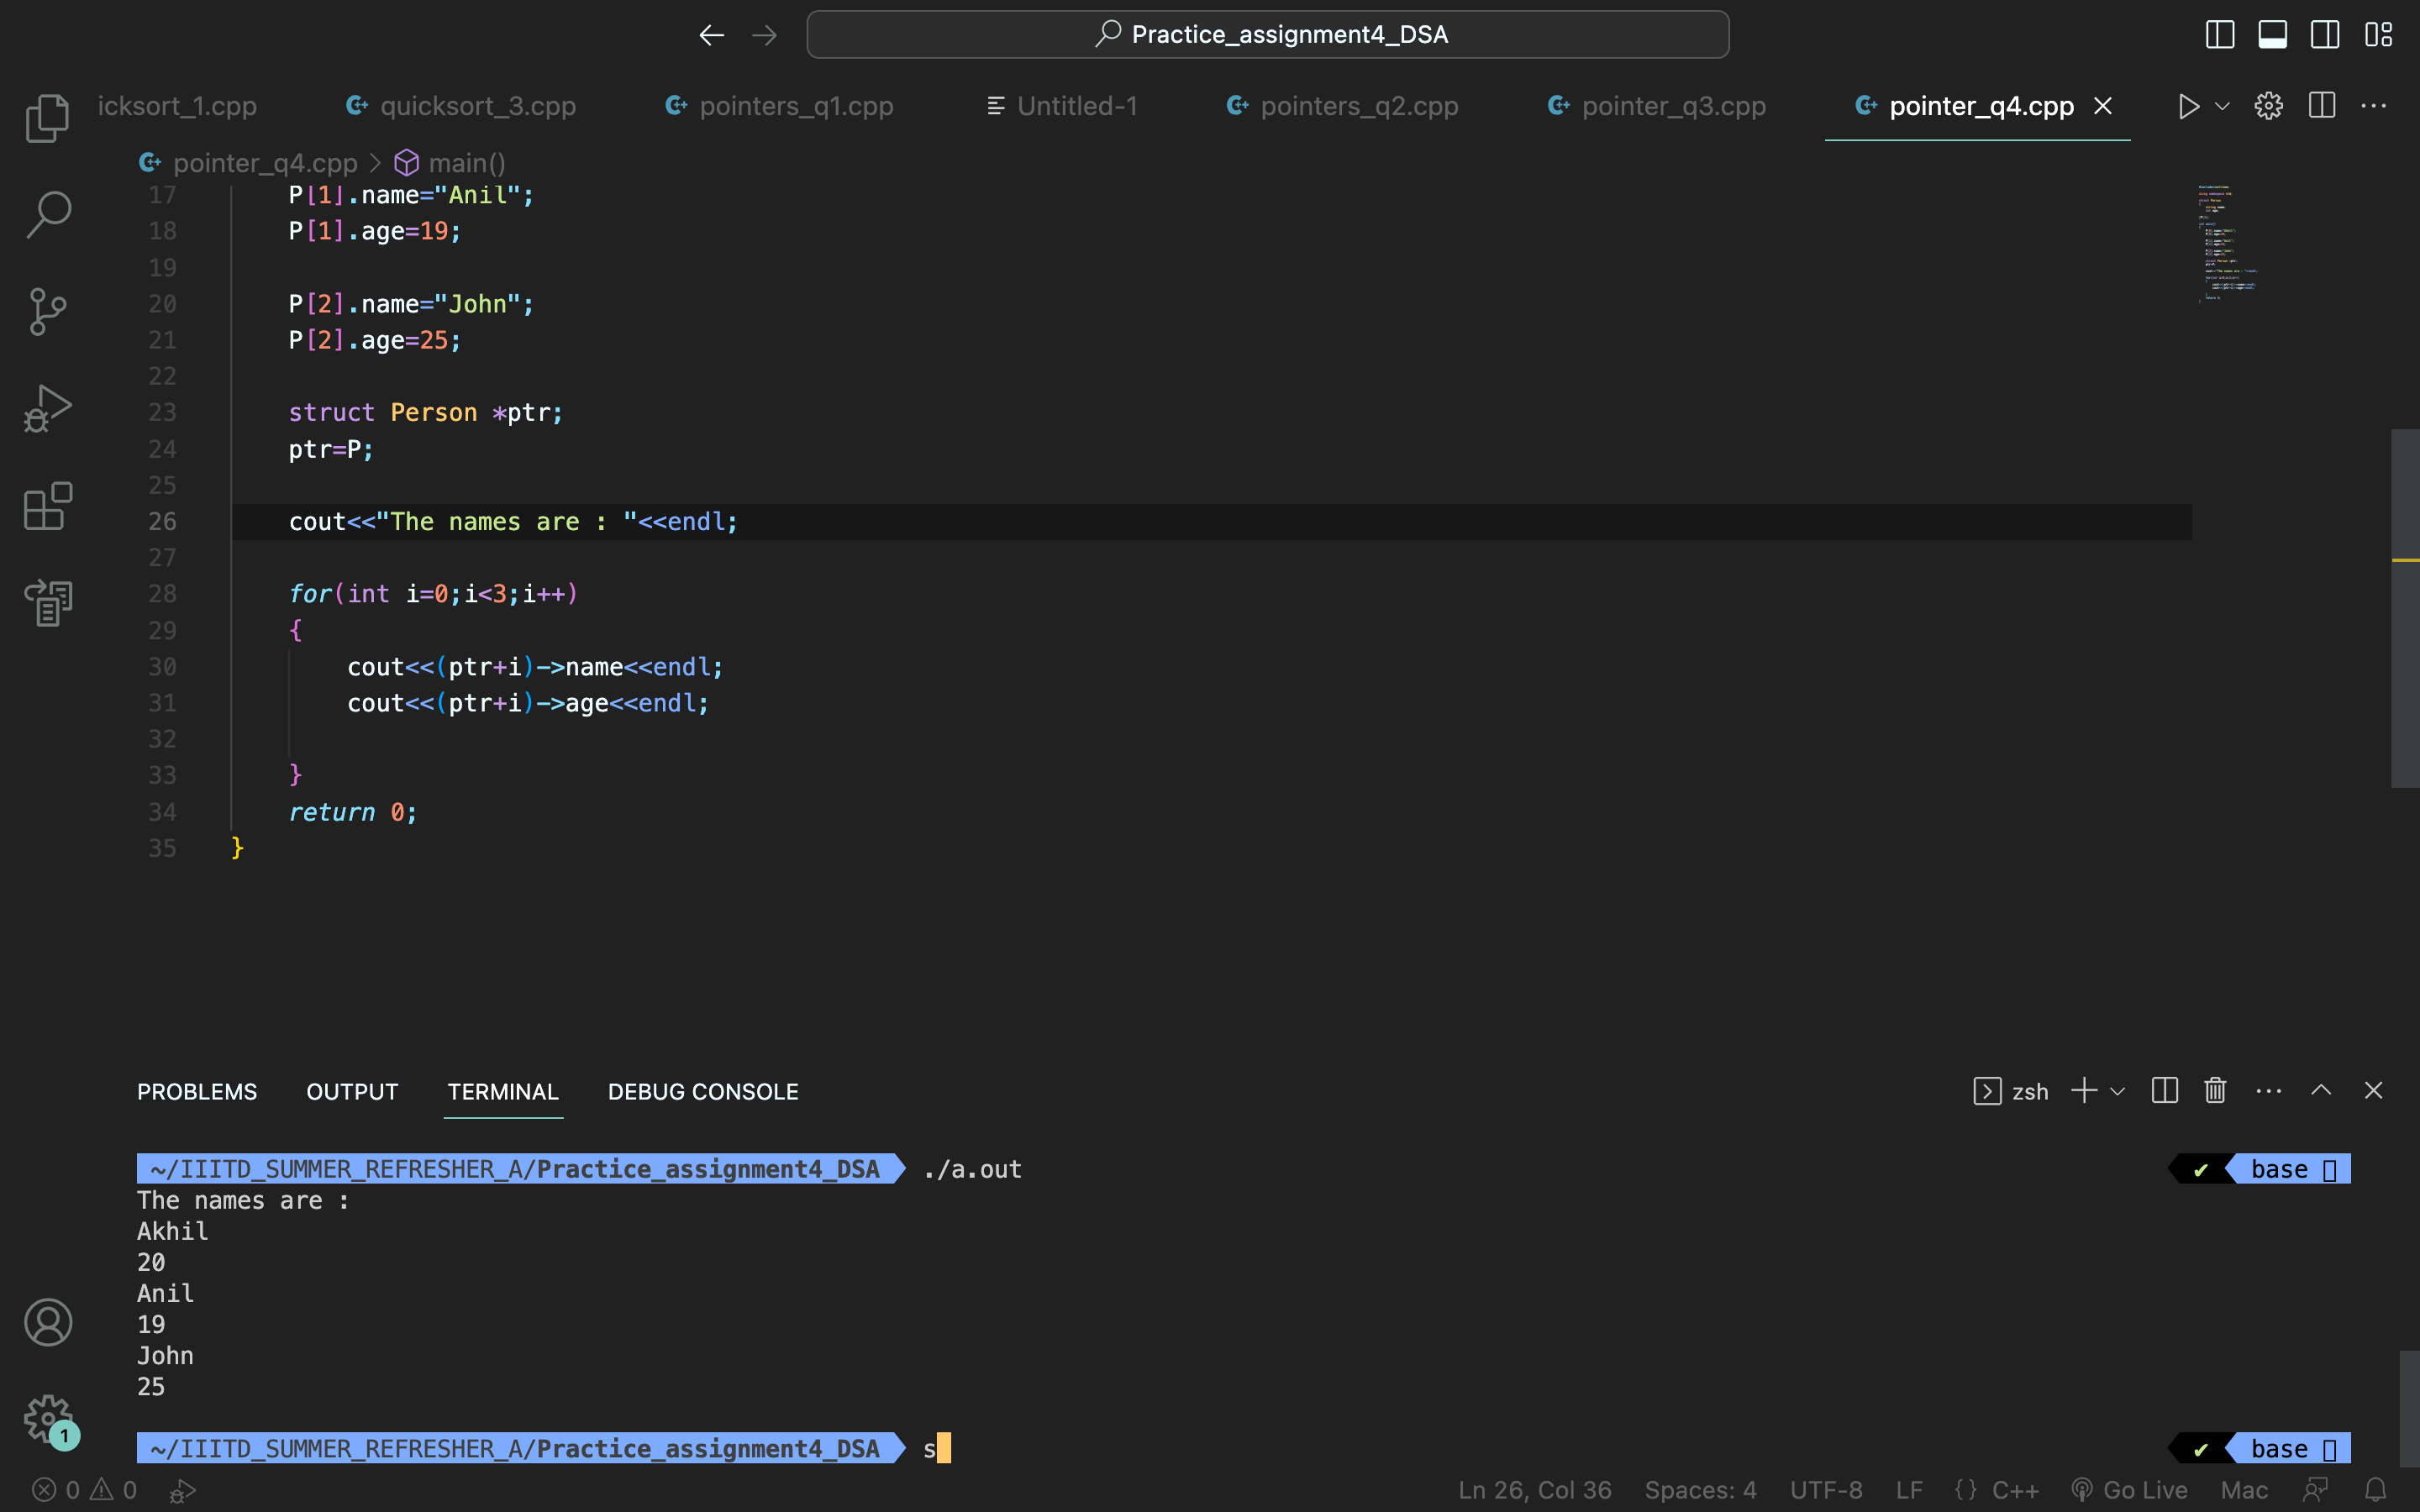 Practice_assignment4_DSA
icksort_1.cpp quicksort_3.cpp pointers_q1.cpp Untitled-1 pointers_q2.cpp pointer_q3.cpp pointer_q4.cpp
pointer_q4.cpp > main()
17 P[1].name="Anil";
18 P[1].age=19;
19
20 P[2].name="John";
21 P[2].age=25;
22
23 struct Person *ptr;
24 ptr=P;
25
26 cout<<"The names are : "<<endl;
27
28 for(int i=0;i<3;i++)
29 {
30 cout<<(ptr+i)->name<<endl;
31 cout<<(ptr+i)->age<<endl;
32
33 }
34 return 0;
35 }
PROBLEMS OUTPUT TERMINAL DEBUG CONSOLE zsh
~/IIITD_SUMMER_REFRESHER_A/Practice_assignment4_DSA ./a.out ✔ base
The names are :
Akhil
20
Anil
19
John
25
~/IIITD_SUMMER_REFRESHER_A/Practice_assignment4_DSA s ✔ base
1
0 0 Ln 26, Col 36 Spaces: 4 UTF-8 LF {} C++ Go Live Mac